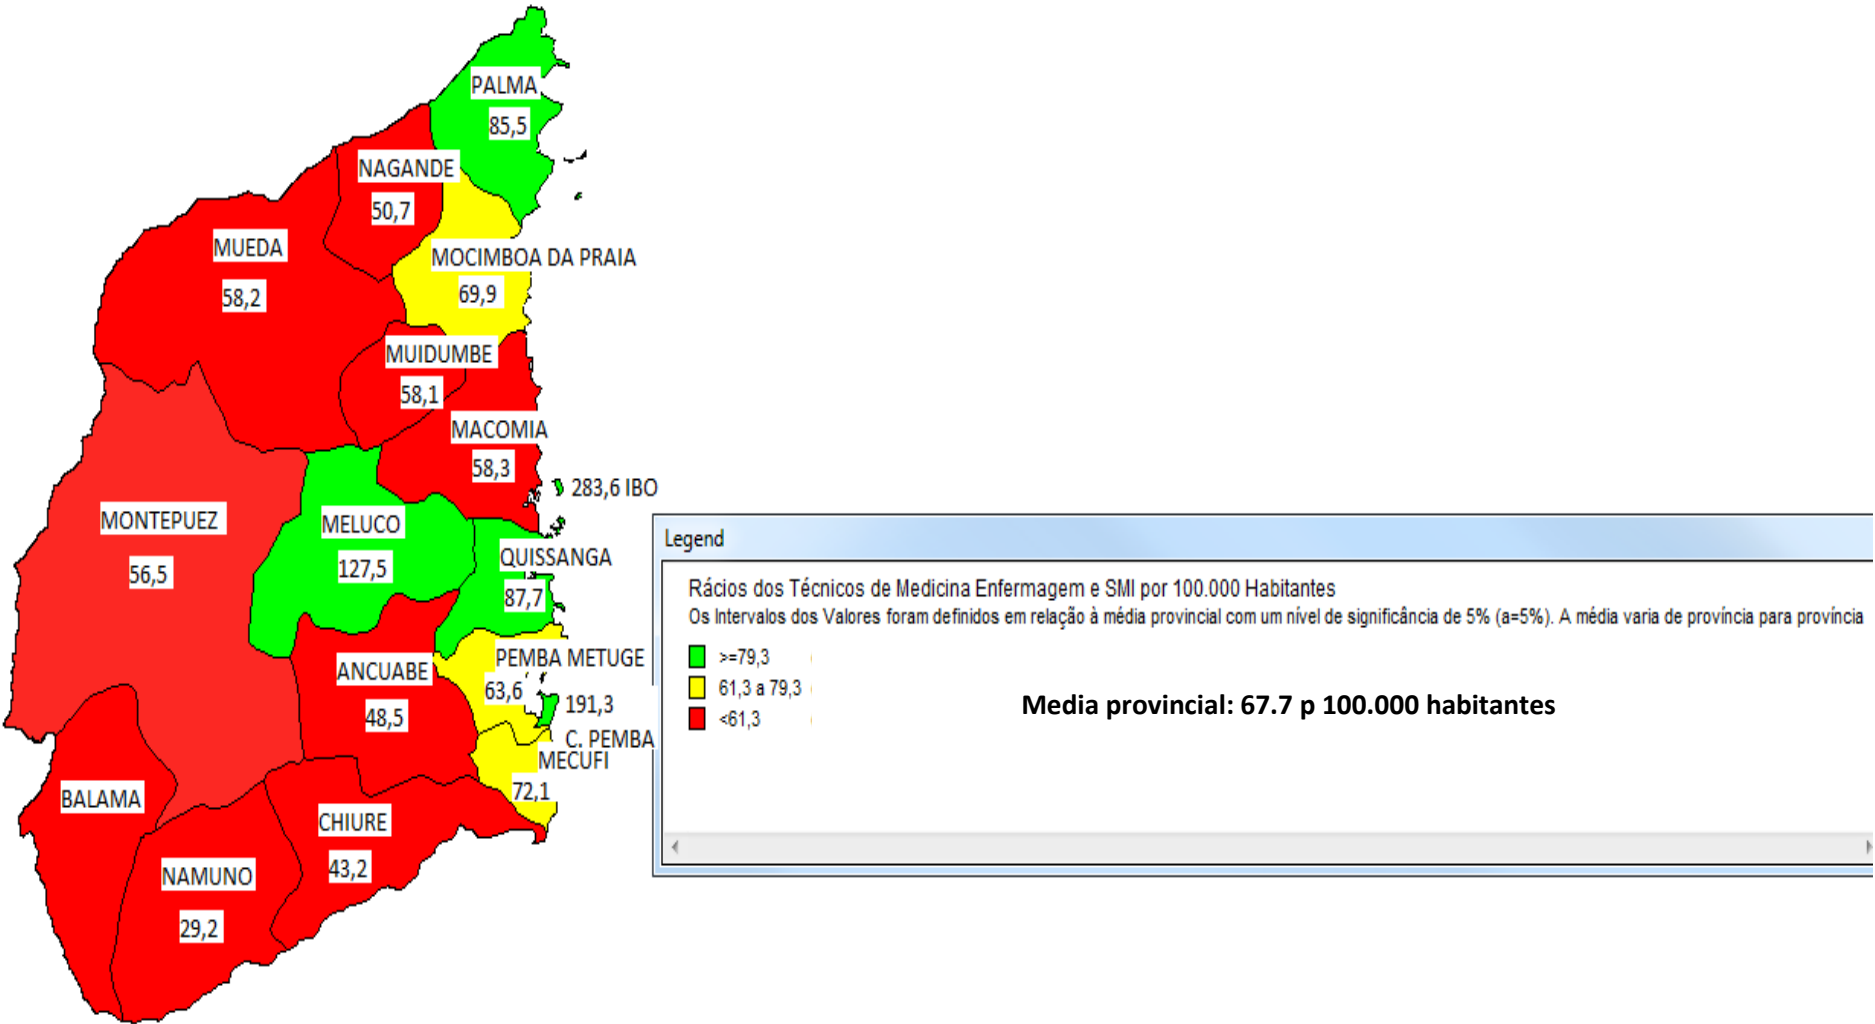 PALMA
85,5
NAGANDE
50,7
MUEDA
58,2
MOCIMBOA DA PRAIA
69,9
MUIDUMBE
58,1
MACOMIA
58,3
283,6 IBO
MONTEPUEZ
56,5
MELUCO
127,5
QUISSANGA
87,7
PEMBA METUGE
63,6
ANCUABE
48,5
191,3
C. PEMBA
MECUFI
72,1
BALAMA
CHIURE
43,2
NAMUNO
29,2
Legend
Rácios dos Técnicos de Medicina Enfermagem e SMI por 100.000 Habitantes
Os Intervalos dos Valores foram definidos em relação à média provincial com um nível de significância de 5% (a=5%). A média varia de província para província
>=79,3
61,3 a 79,3
<61,3
Media provincial: 67.7 p 100.000 habitantes